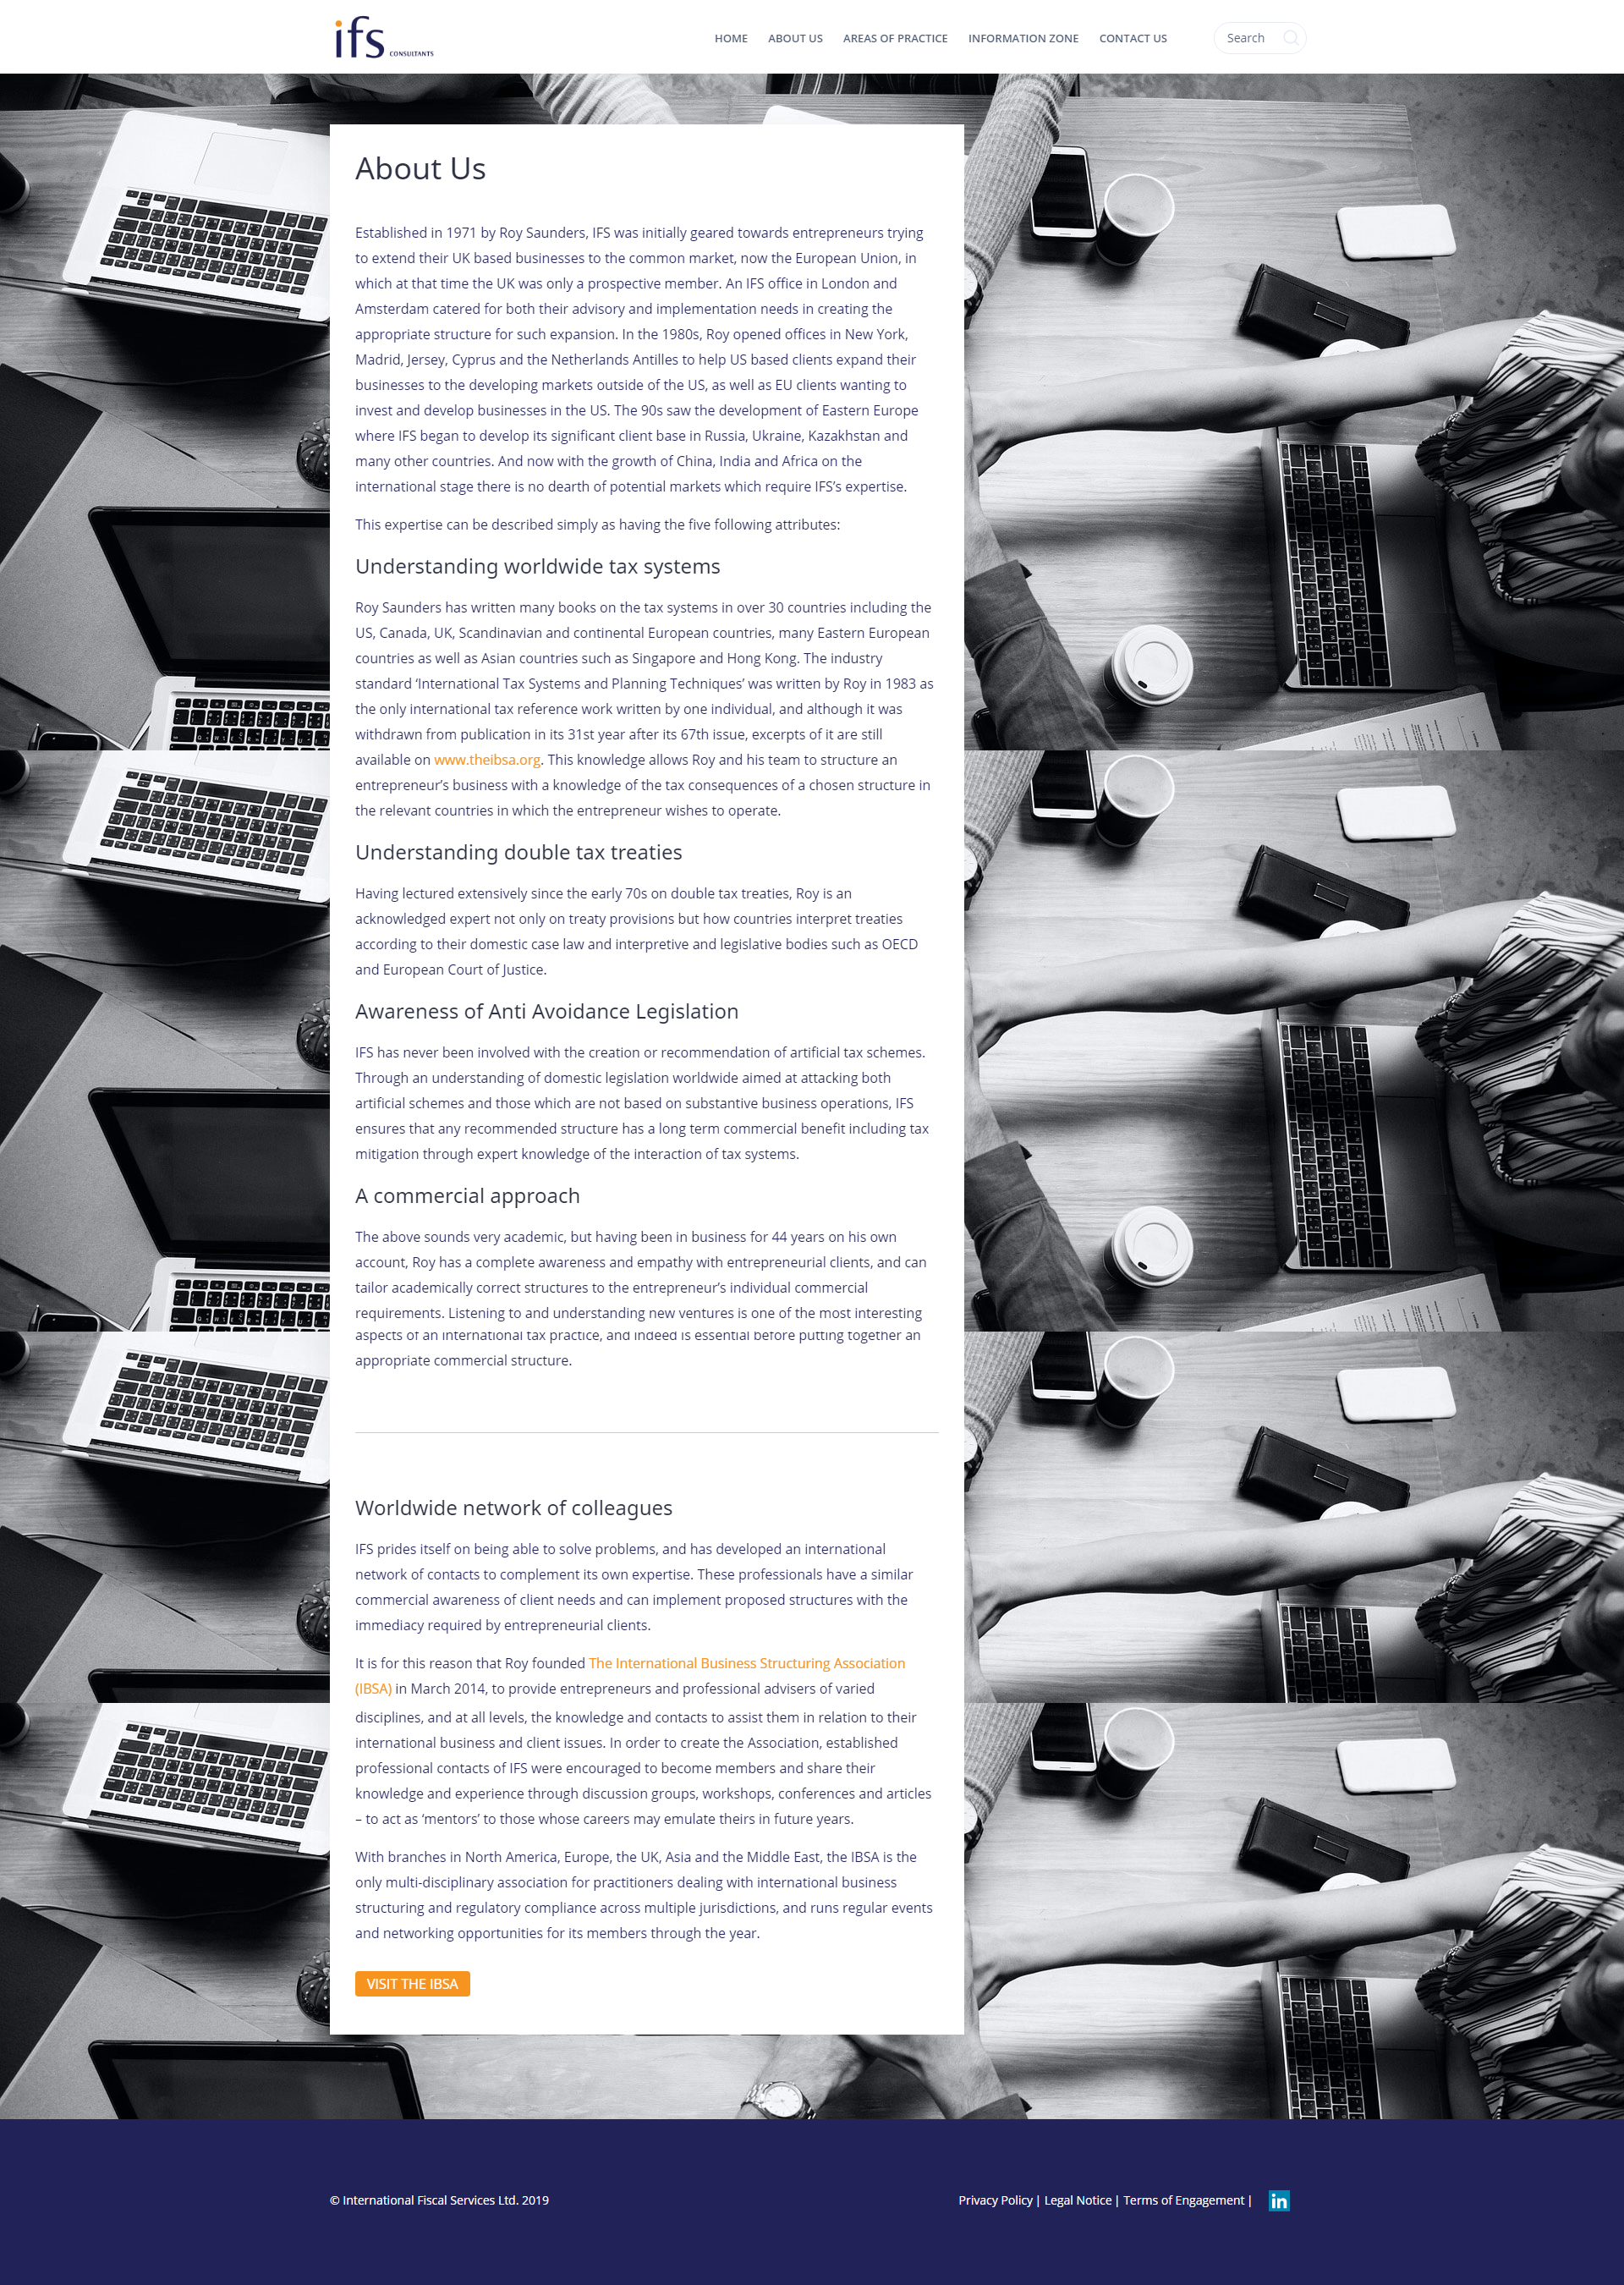 ifs CONSULTANTS
HOME ABOUT US AREAS OF PRACTICE INFORMATION ZONE CONTACT US Search
About Us
Established in 1971 by Roy Saunders, IFS was initially geared towards entrepreneurs trying
to extend their UK based businesses to the common market, now the European Union, in
which at that time the UK was only a prospective member. An IFS office in London and
Amsterdam catered for both their advisory and implementation needs in creating the
appropriate structure for such expansion. In the 1980s, Roy opened offices in New York,
Madrid, Jersey, Cyprus and the Netherlands Antilles to help US based clients expand their
businesses to the developing markets outside of the US, as well as EU clients wanting to
invest and develop businesses in the US. The 90s saw the development of Eastern Europe
where IFS began to develop its significant client base in Russia, Ukraine, Kazakhstan and
many other countries. And now with the growth of China, India and Africa on the
international stage there is no dearth of potential markets which require IFS’s expertise.
This expertise can be described simply as having the five following attributes:
Understanding worldwide tax systems
Roy Saunders has written many books on the tax systems in over 30 countries including the
US, Canada, UK, Scandinavian and continental European countries, many Eastern European
countries as well as Asian countries such as Singapore and Hong Kong. The industry
standard ‘International Tax Systems and Planning Techniques’ was written by Roy in 1983 as
the only international tax reference work written by one individual, and although it was
withdrawn from publication in its 31st year after its 67th issue, excerpts of it are still
available on www.theibsa.org. This knowledge allows Roy and his team to structure an
entrepreneur’s business with a knowledge of the tax consequences of a chosen structure in
the relevant countries in which the entrepreneur wishes to operate.
Understanding double tax treaties
Having lectured extensively since the early 70s on double tax treaties, Roy is an
acknowledged expert not only on treaty provisions but how countries interpret treaties
according to their domestic case law and interpretive and legislative bodies such as OECD
and European Court of Justice.
Awareness of Anti Avoidance Legislation
IFS has never been involved with the creation or recommendation of artificial tax schemes.
Through an understanding of domestic legislation worldwide aimed at attacking both
artificial schemes and those which are not based on substantive business operations, IFS
ensures that any recommended structure has a long term commercial benefit including tax
mitigation through expert knowledge of the interaction of tax systems.
A commercial approach
The above sounds very academic, but having been in business for 44 years on his own
account, Roy has a complete awareness and empathy with entrepreneurial clients, and can
tailor academically correct structures to the entrepreneur’s individual commercial
requirements. Listening to and understanding new ventures is one of the most interesting
aspects of an international tax practice, and indeed is essential before putting together an
appropriate commercial structure.
Worldwide network of colleagues
IFS prides itself on being able to solve problems, and has developed an international
network of contacts to complement its own expertise. These professionals have a similar
commercial awareness of client needs and can implement proposed structures with the
immediacy required by entrepreneurial clients.
It is for this reason that Roy founded The International Business Structuring Association
(IBSA) in March 2014, to provide entrepreneurs and professional advisers of varied
disciplines, and at all levels, the knowledge and contacts to assist them in relation to their
international business and client issues. In order to create the Association, established
professional contacts of IFS were encouraged to become members and share their
knowledge and experience through discussion groups, workshops, conferences and articles
– to act as ‘mentors’ to those whose careers may emulate theirs in future years.
With branches in North America, Europe, the UK, Asia and the Middle East, the IBSA is the
only multi-disciplinary association for practitioners dealing with international business
structuring and regulatory compliance across multiple jurisdictions, and runs regular events
and networking opportunities for its members through the year.
VISIT THE IBSA
© International Fiscal Services Ltd. 2019
Privacy Policy | Legal Notice | Terms of Engagement | in